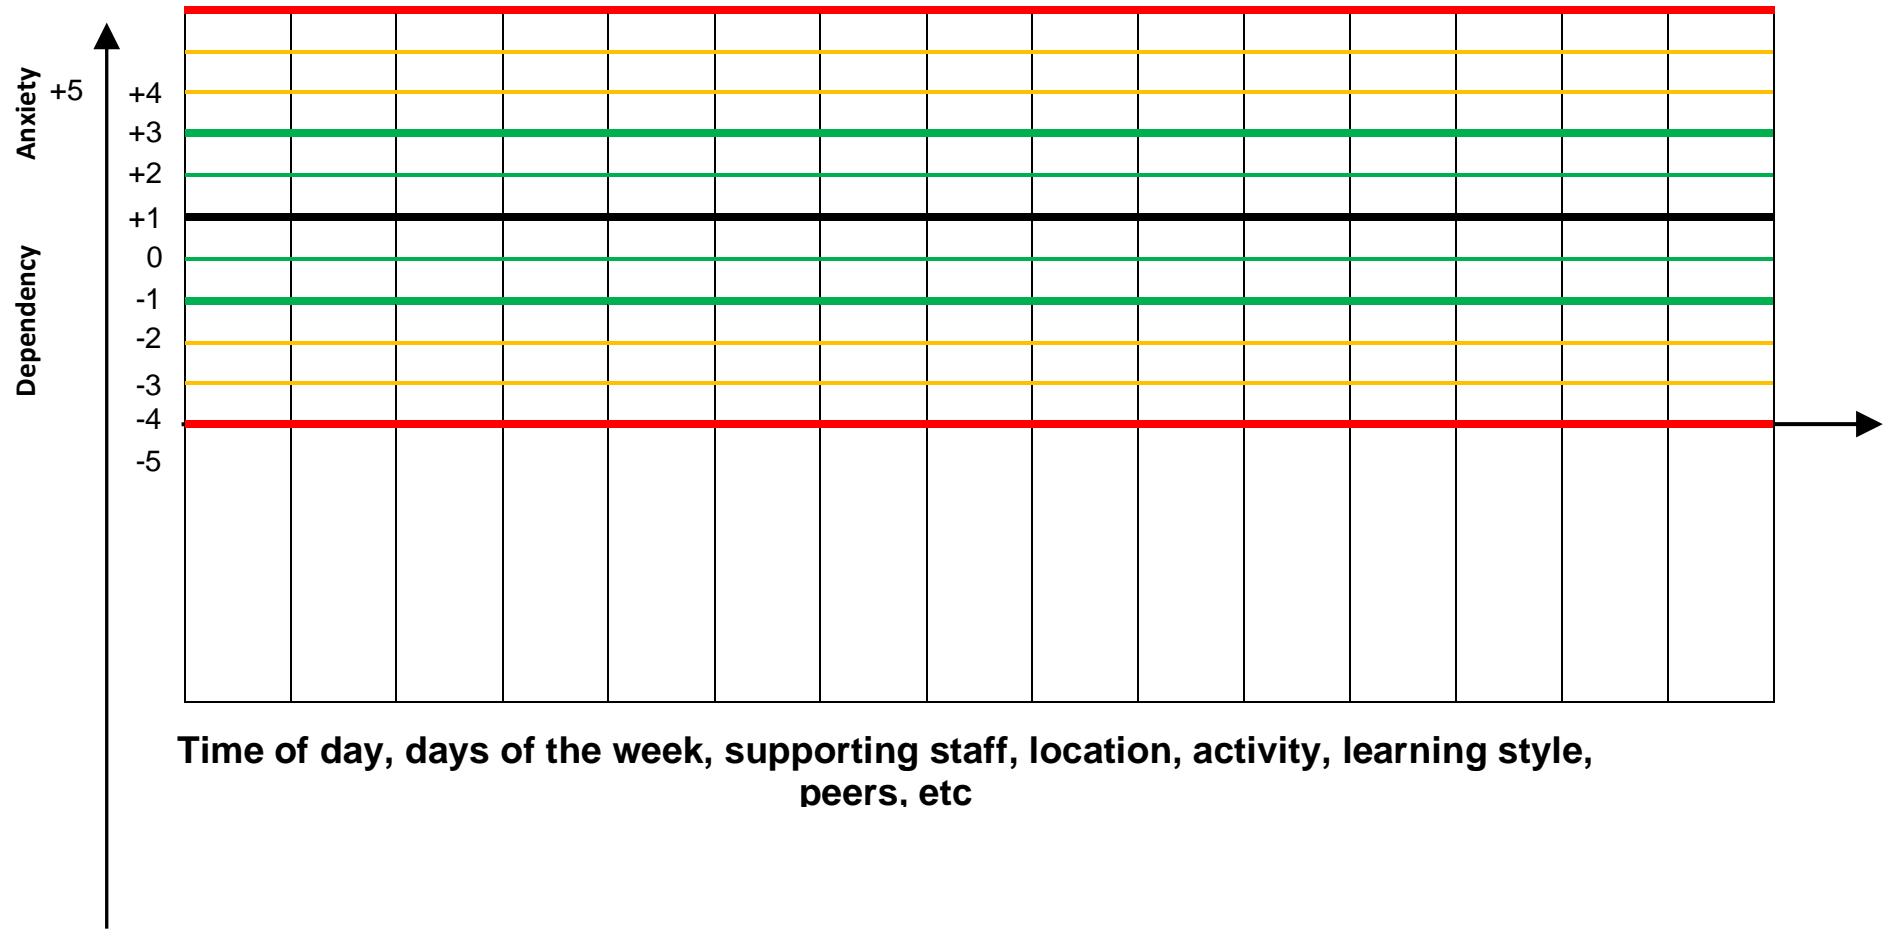 Anxiety
+5
+4
+3
+2
+1
Dependency
0
-1
-2
-3
-4
-5
Time of day, days of the week, supporting staff, location, activity, learning style,
peers, etc